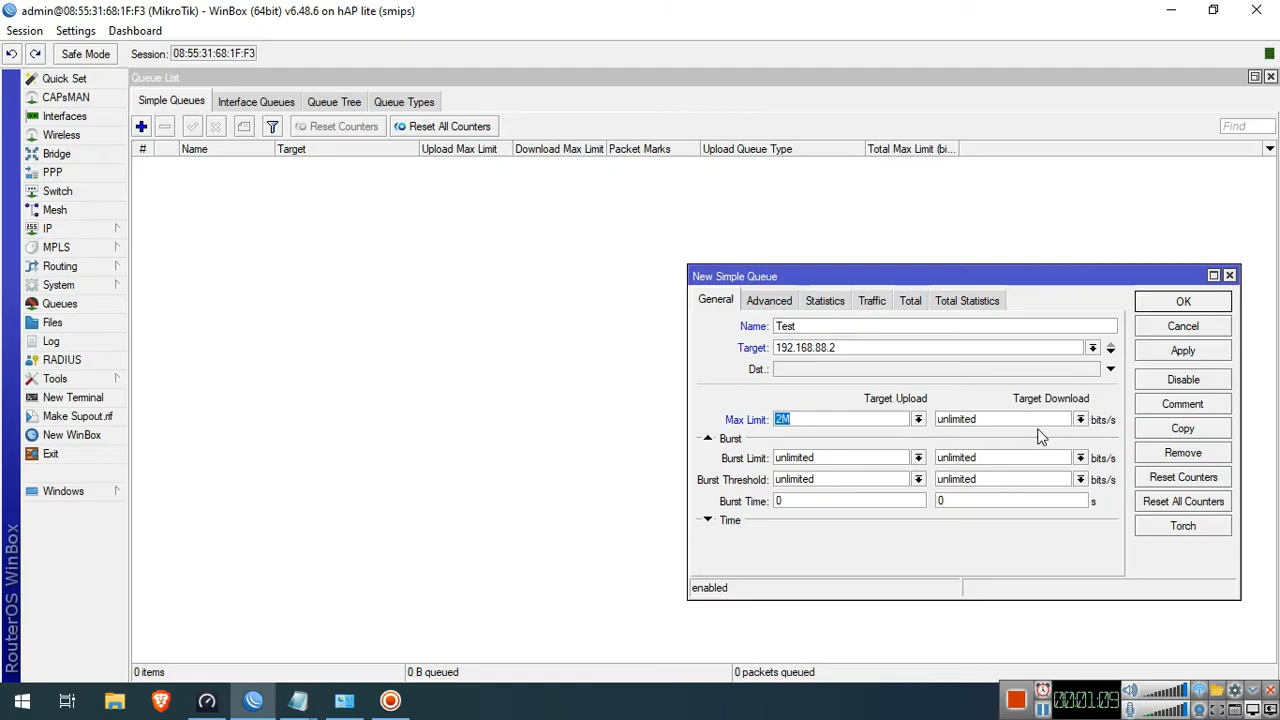 admin@08:55:31:68:1F:F3 (MikroTik) - WinBox (64bit) v6.48.6 on hAP lite (smips)
Session Settings Dashboard
Safe Mode Session: 08:55:31:68:1F:F3
Quick Set
CAPsMAN
Interfaces
Wireless
Bridge
PPP
Switch
Mesh
IP
MPLS
Routing
System
Queues
Files
Log
RADIUS
Tools
New Terminal
Make Supout.rif
New WinBox
Exit
Windows
RouterOS WinBox
Queue List
Simple Queues Interface Queues Queue Tree Queue Types
Reset Counters Reset All Counters Find
# Name Target Upload Max Limit Download Max Limit Packet Marks Upload Queue Type Total Max Limit (bi...
New Simple Queue
General Advanced Statistics Traffic Total Total Statistics
Name: Test
Target: 192.168.88.2
Dst.:
Target Upload Target Download
Max Limit: 2M unlimited bits/s
Burst
Burst Limit: unlimited unlimited bits/s
Burst Threshold: unlimited unlimited bits/s
Burst Time: 0 0 s
Time
enabled
OK
Cancel
Apply
Disable
Comment
Copy
Remove
Reset Counters
Reset All Counters
Torch
0 items 0 B queued 0 packets queued
00:01:09